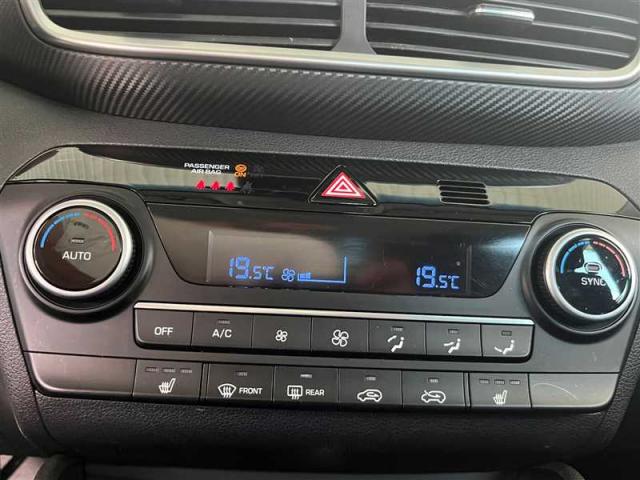 PASSENGER ON
AIR BAG
AUTO
19.5°C
19.5°C
SYNC
OFF
A/C
FRONT
REAR